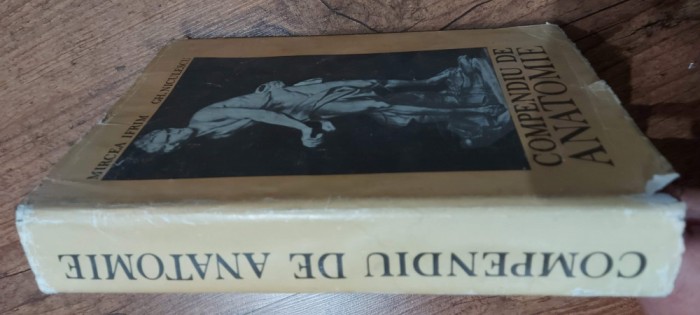 MIRCEA IFRIM GH. NICULESCU
COMPENDIU DE
ANATOMIE
COMPENDIU DE ANATOMIE